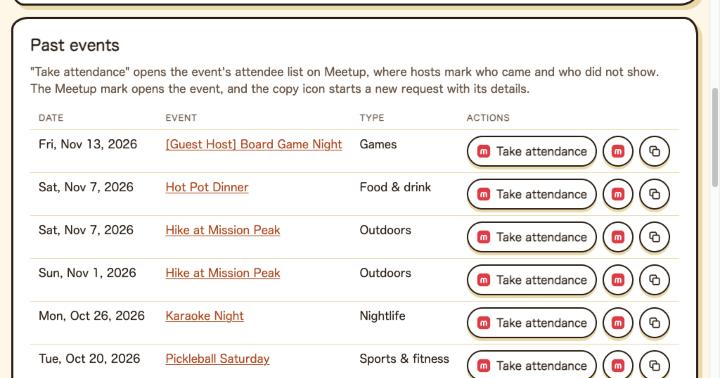 Past events
"Take attendance" opens the event's attendee list on Meetup, where hosts mark who came and who did not show.
The Meetup mark opens the event, and the copy icon starts a new request with its details.
DATE EVENT TYPE ACTIONS
Fri, Nov 13, 2026 [Guest Host] Board Game Night Games m Take attendance m
Sat, Nov 7, 2026 Hot Pot Dinner Food & drink m Take attendance m
Sat, Nov 7, 2026 Hike at Mission Peak Outdoors m Take attendance m
Sun, Nov 1, 2026 Hike at Mission Peak Outdoors m Take attendance m
Mon, Oct 26, 2026 Karaoke Night Nightlife m Take attendance m
Tue, Oct 20, 2026 Pickleball Saturday Sports & fitness m Take attendance m